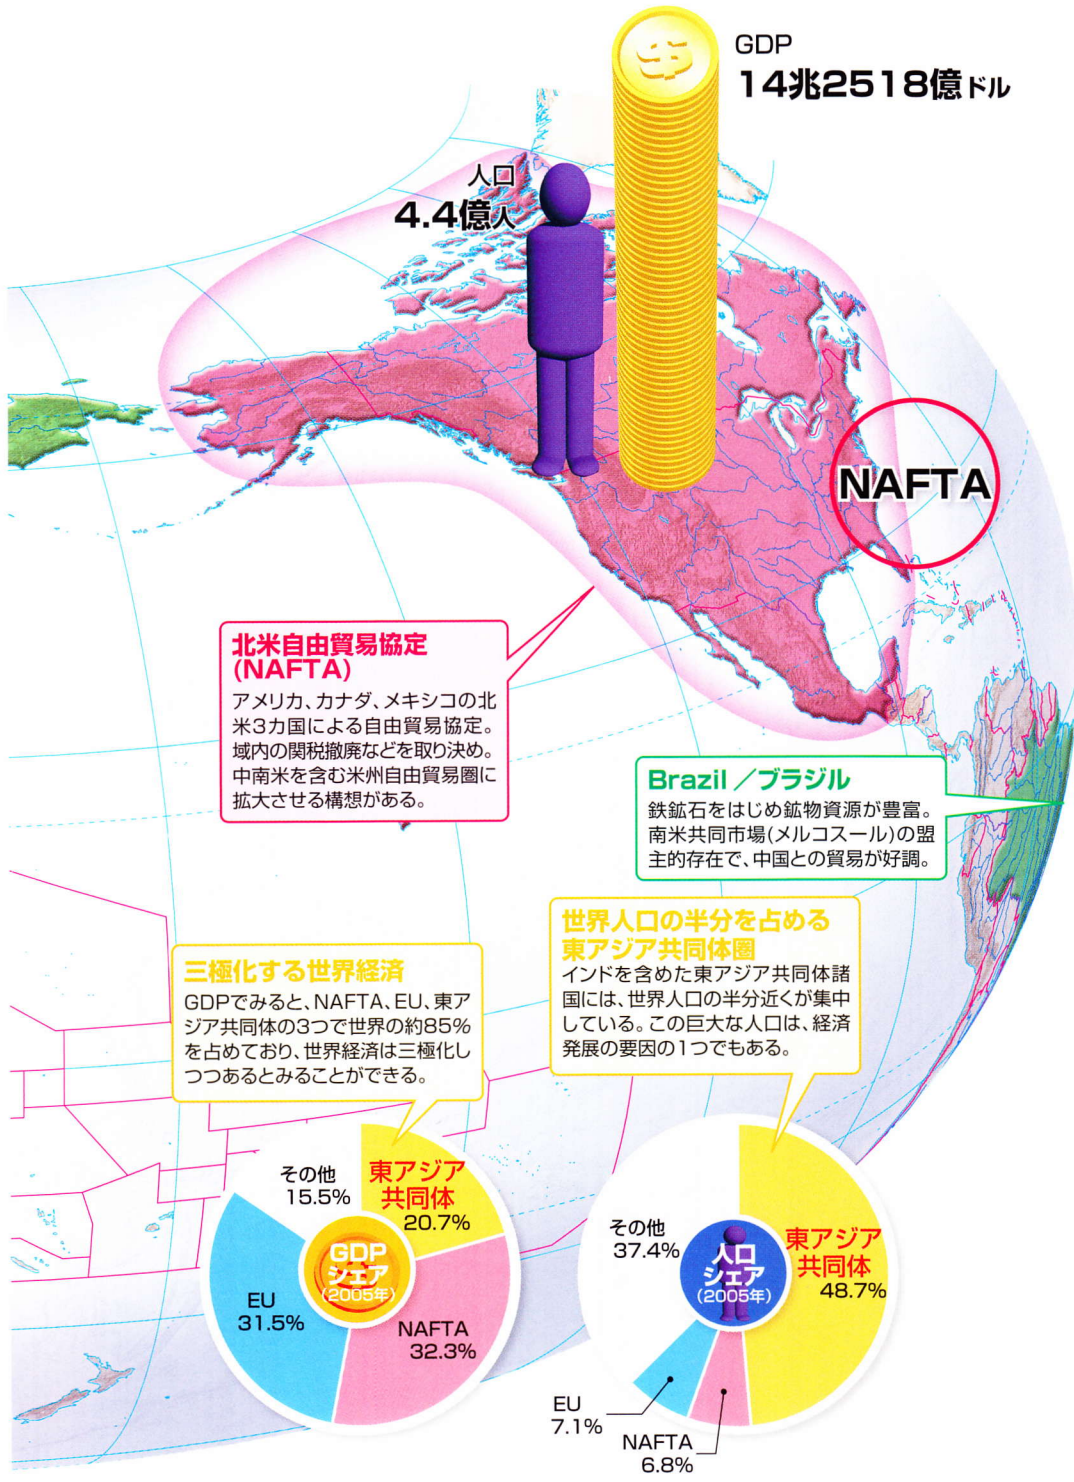 GDP
14兆2518億ドル
人口
4.4億人
NAFTA
北米自由貿易協定
(NAFTA)
アメリカ、カナダ、メキシコの北
米3カ国による自由貿易協定。
域内の関税撤廃などを取り決め。
中南米を含む米州自由貿易圏に
拡大させる構想がある。
Brazil／ブラジル
鉄鉱石をはじめ鉱物資源が豊富。
南米共同市場(メルコスール)の盟
主的存在で、中国との貿易が好調。
三極化する世界経済
GDPでみると、NAFTA、EU、東ア
ジア共同体の3つで世界の約85%
を占めており、世界経済は三極化し
つつあるとみることができる。
世界人口の半分を占める
東アジア共同体圏
インドを含めた東アジア共同体諸
国には、世界人口の半分近くが集中
している。この巨大な人口は、経済
発展の要因の1つでもある。
その他
15.5%
東アジア
共同体
20.7%
GDP
シェア
(2005年)
EU
31.5%
NAFTA
32.3%
その他
37.4%
人口
シェア
(2005年)
東アジア
共同体
48.7%
EU
7.1%
NAFTA
6.8%